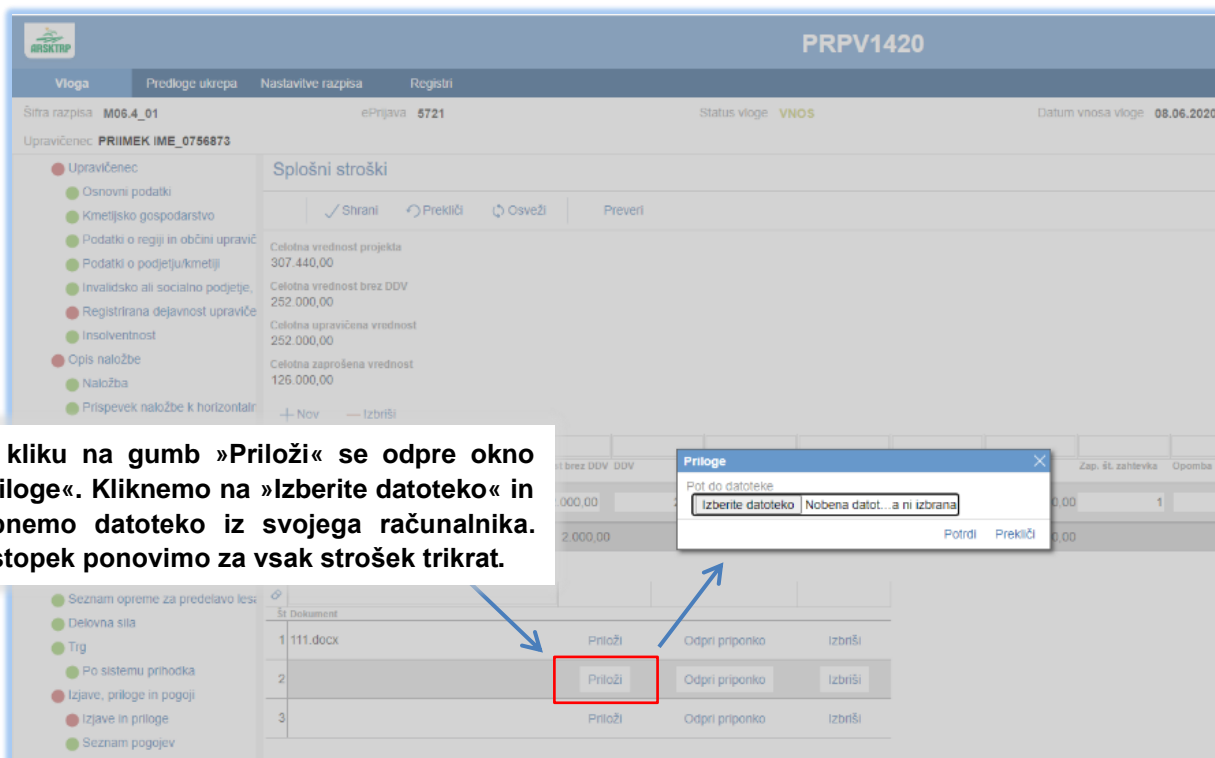 ARSKTRP
PRPV1420
Vloga Predloge ukrepa Nastavitve razpisa Registri
Šifra razpisa M06.4_01 ePrijava 5721 Status vloge VNOS Datum vnosa vloge 08.06.2020
Upravičenec PRIIMEK IME_0756873
Upravičenec
Osnovni podatki
Kmetijsko gospodarstvo
Podatki o regiji in občini upravič
Podatki o podjetju/kmetiji
Invalidsko ali socialno podjetje,
Registrirana dejavnost upraviče
Insolventnost
Opis naložbe
Naložba
Prispevek naložbe k horizontaln
Splošni stroški
Shrani Prekliči Osveži Preveri
Celotna vrednost projekta
307.440,00
Celotna vrednost brez DDV
252.000,00
Celotna upravičena vrednost
252.000,00
Celotna zaprošena vrednost
126.000,00
Nov Izbriši
kliku na gumb »Priloži« se odpre okno
iloge«. Kliknemo na »Izberite datoteko« in
pnemo datoteko iz svojega računalnika.
stopek ponovimo za vsak strošek trikrat.
t brez DDV DDV Zap. št. zahtevka Opomba
.000,00 2 0,00 1
2.000,00 0,00
Priloge
Pot do datoteke
Izberite datoteko Nobena datot…a ni izbrana
Potrdi Prekliči
Seznam opreme za predelavo lesa
Delovna sila
Trg
Po sistemu prihodka
Izjave, priloge in pogoji
Izjave in priloge
Seznam pogojev
Št Dokument
1 111.docx Priloži Odpri priponko Izbriši
2 Priloži Odpri priponko Izbriši
3 Priloži Odpri priponko Izbriši